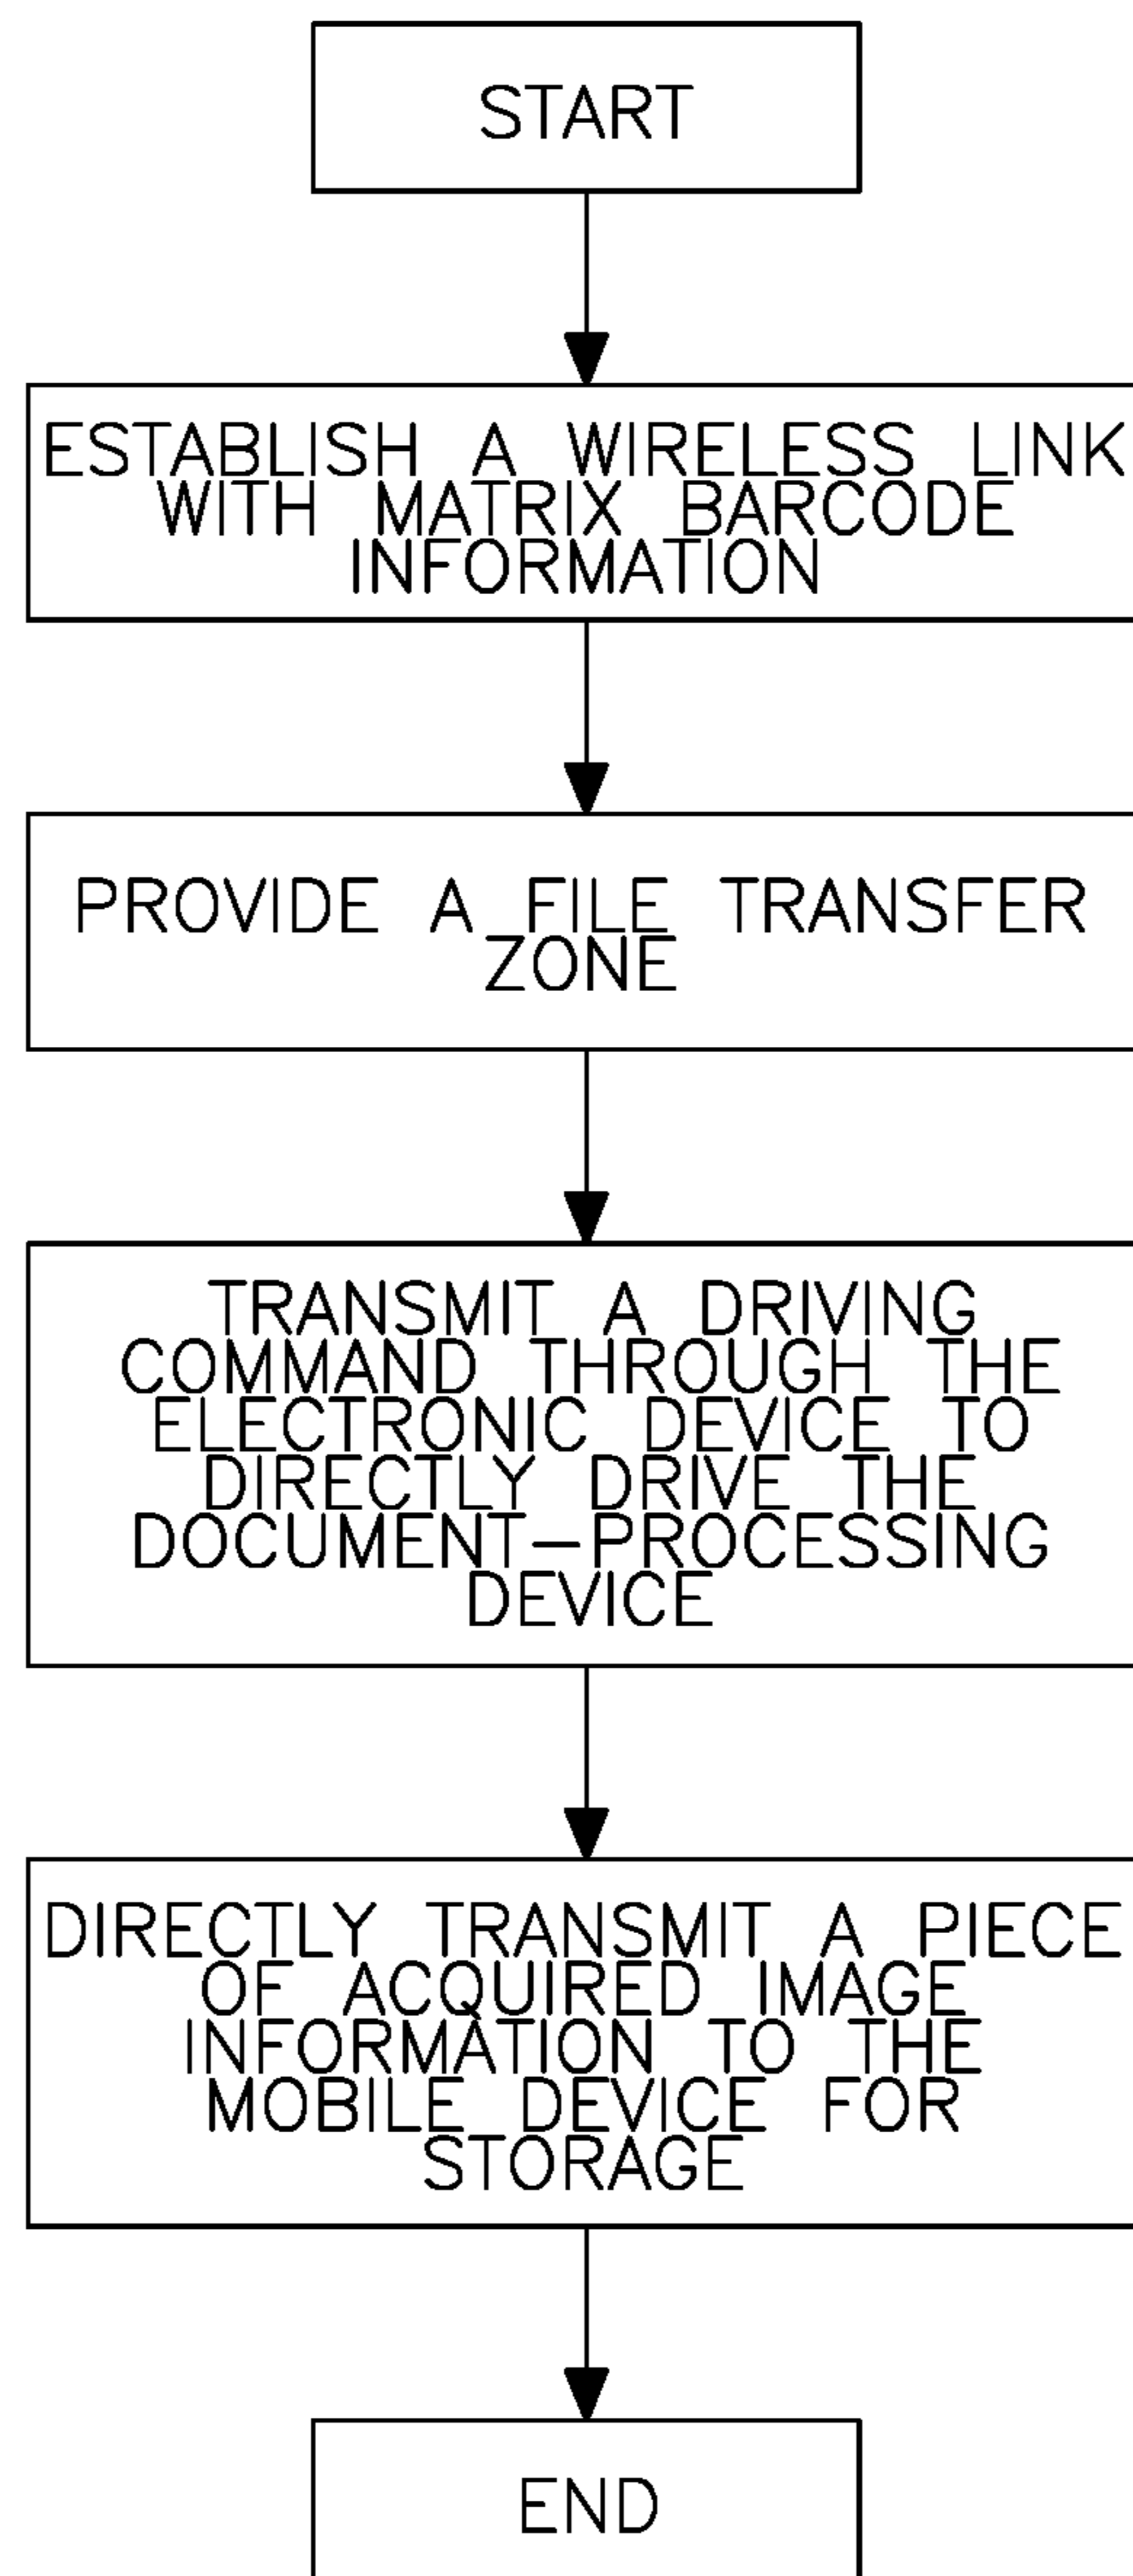 START
ESTABLISH A WIRELESS LINK
WITH MATRIX BARCODE
INFORMATION
PROVIDE A FILE TRANSFER
ZONE
TRANSMIT A DRIVING
COMMAND THROUGH THE
ELECTRONIC DEVICE TO
DIRECTLY DRIVE THE
DOCUMENT-PROCESSING
DEVICE
DIRECTLY TRANSMIT A PIECE
OF ACQUIRED IMAGE
INFORMATION TO THE
MOBILE DEVICE FOR
STORAGE
END